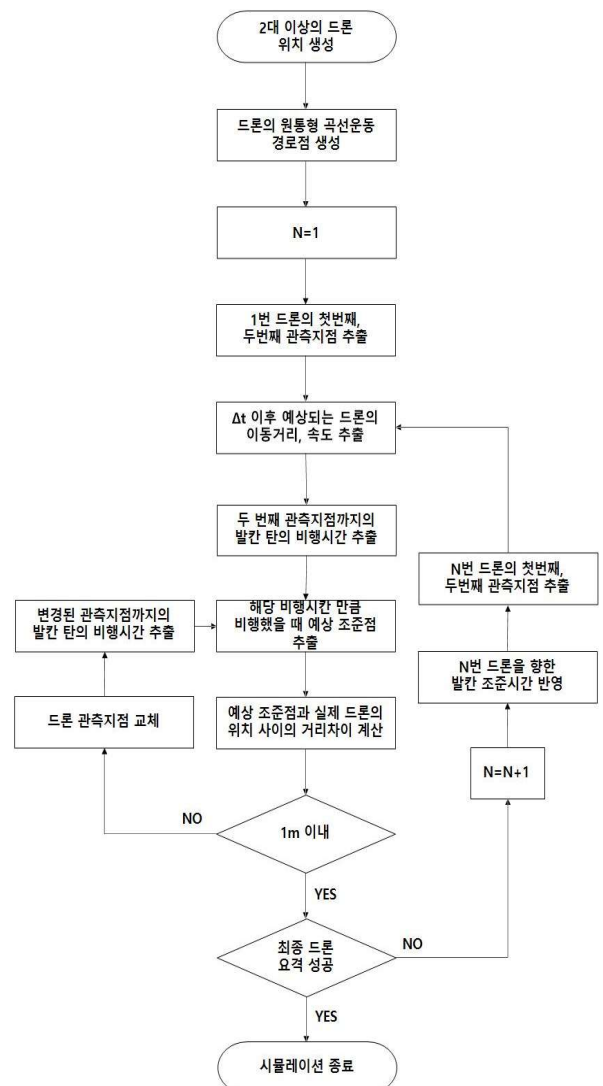 2대 이상의 드론
위치 생성
드론의 원통형 곡선운동
경로점 생성
N=1
1번 드론의 첫번째,
두번째 관측지점 추출
Δt 이후 예상되는 드론의
이동거리, 속도 추출
두 번째 관측지점까지의
발칸 탄의 비행시간 추출
해당 비행시칸 만큼
비행했을 때 예상 조준점
추출
예상 조준점과 실제 드론의
위치 사이의 거리차이 계산
1m 이내
NO
드론 관측지점 교체
변경된 관측지점까지의
발칸 탄의 비행시간 추출
YES
최종 드론
요격 성공
NO
N=N+1
N번 드론을 향한
발칸 조준시간 반영
N번 드론의 첫번째,
두번째 관측지점 추출
YES
시뮬레이션 종료